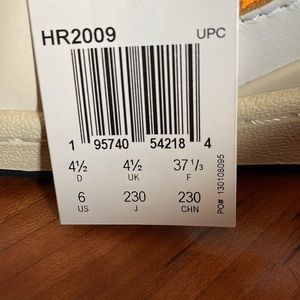 HR2009 UPC
1 95740 54218 4
4½ 4½ 37⅓
D UK F
6 230 230
US J CHN
PO# 130108095